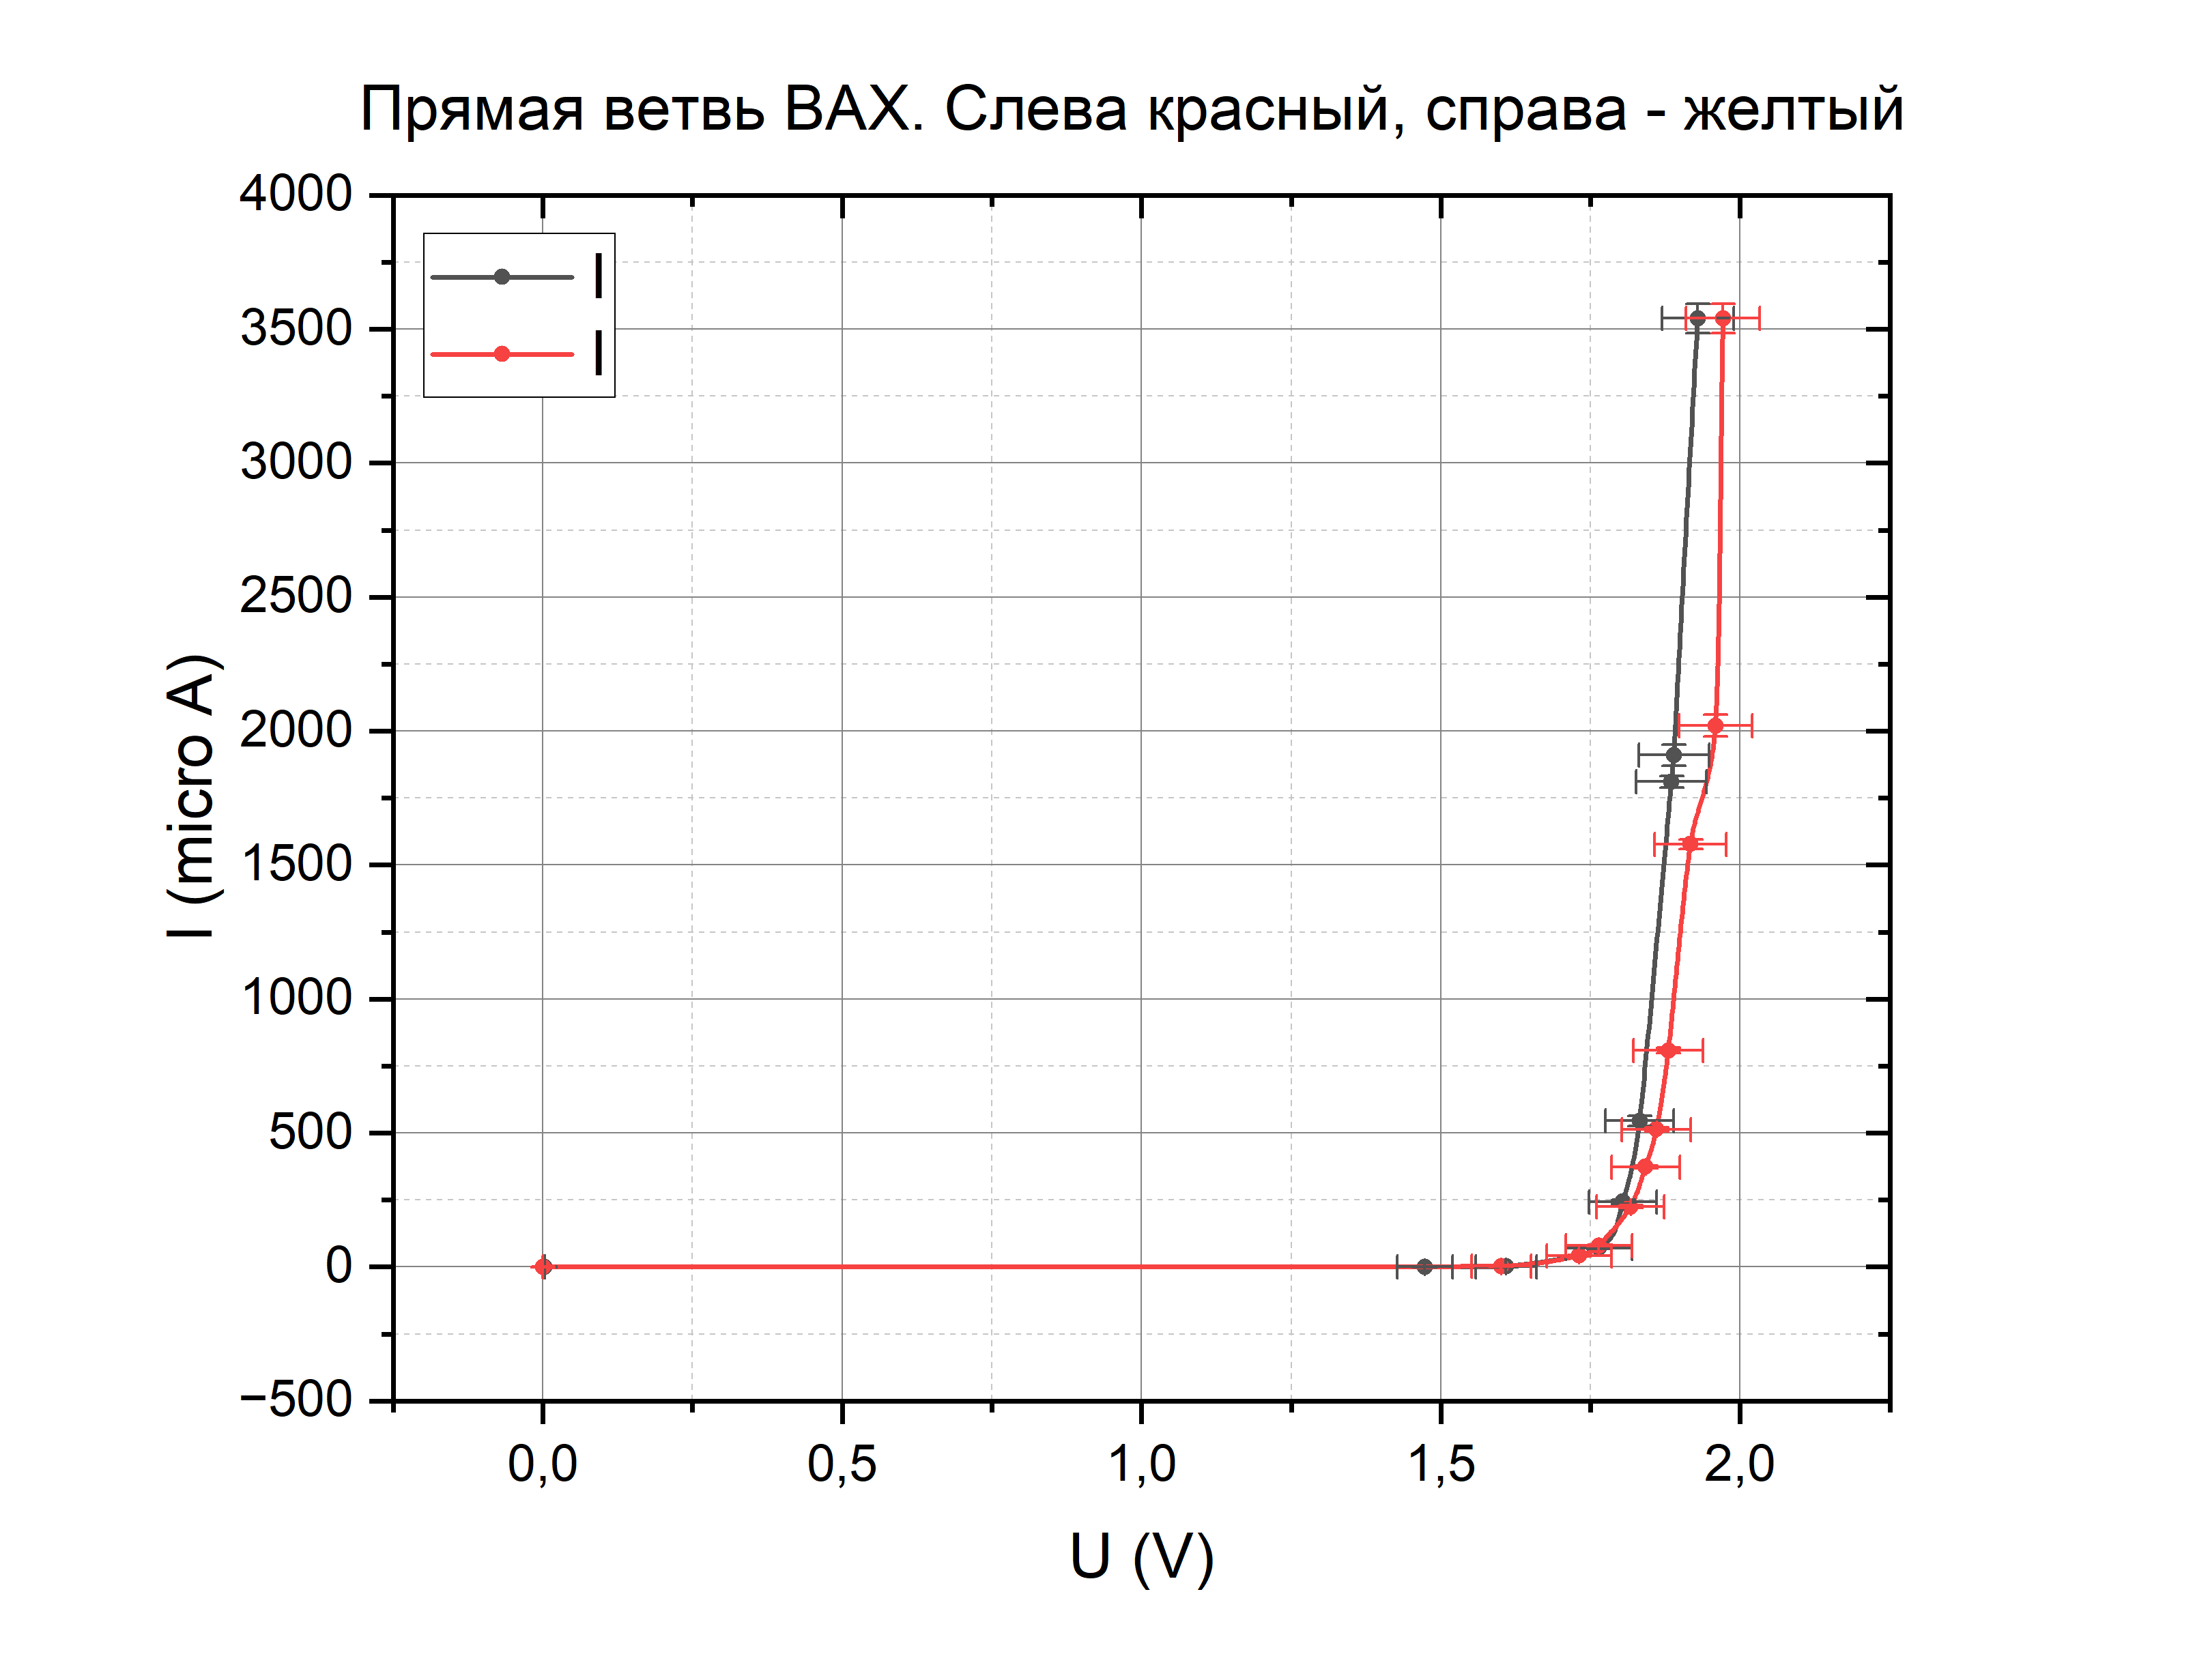 Прямая ветвь ВАХ. Слева красный, справа - желтый
4000
3500
3000
2500
2000
1500
1000
500
0
−500
I
I
I (micro A)
0,0 0,5 1,0 1,5 2,0
U (V)